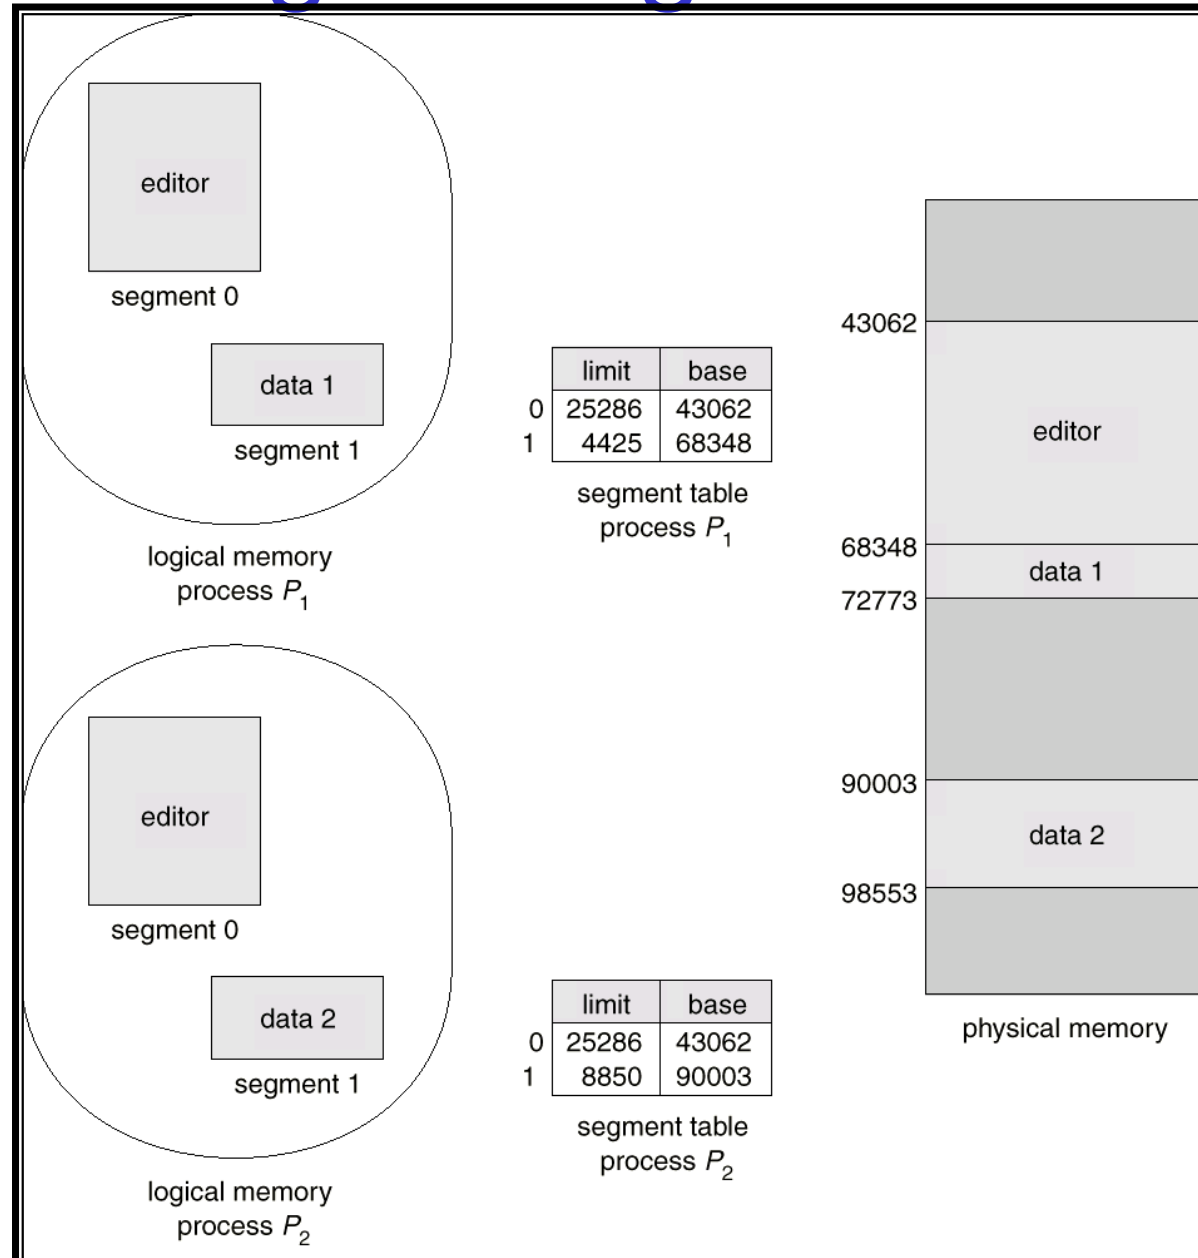 editor
segment 0
data 1
segment 1
logical memory
process P1
limit base
0 25286 43062
1 4425 68348
segment table
process P1
43062
editor
68348
data 1
72773
90003
data 2
98553
physical memory
editor
segment 0
data 2
segment 1
logical memory
process P2
limit base
0 25286 43062
1 8850 90003
segment table
process P2